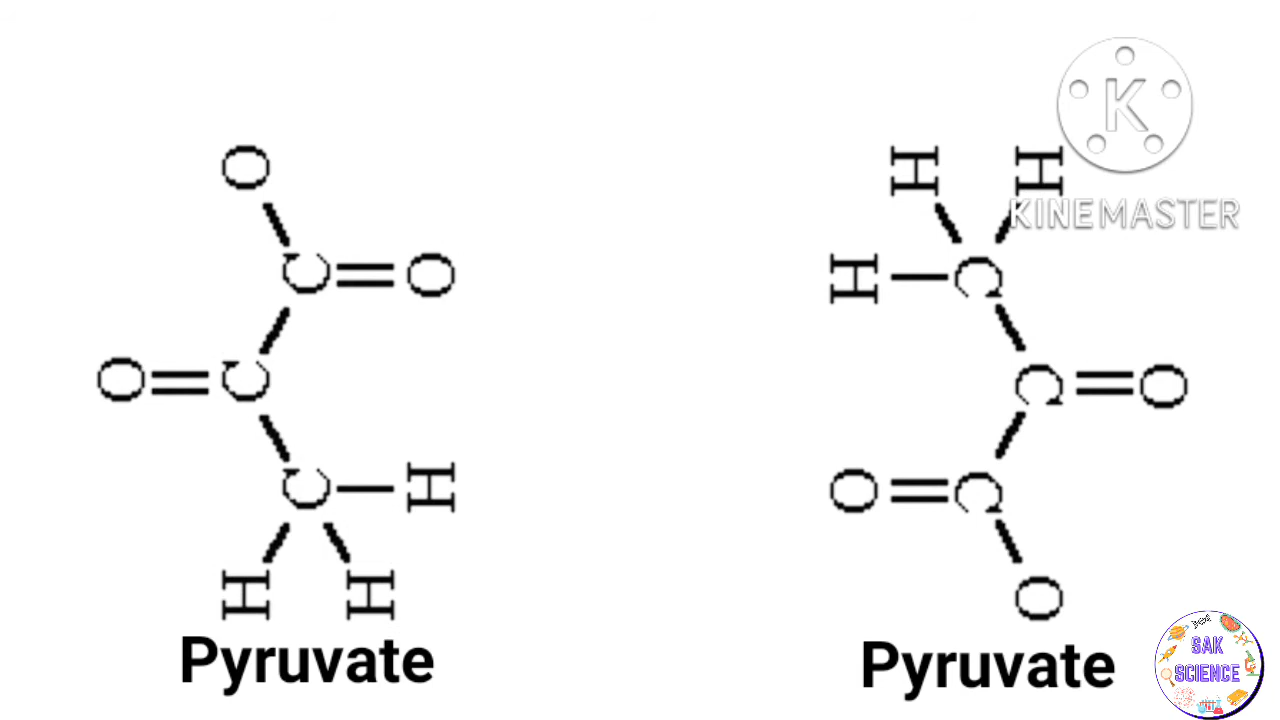 O
C=O
O=C
C-H
H H
Pyruvate
H H
H-C
C=O
O=C
O
Pyruvate
K
KINEMASTER
SAK
SCIENCE